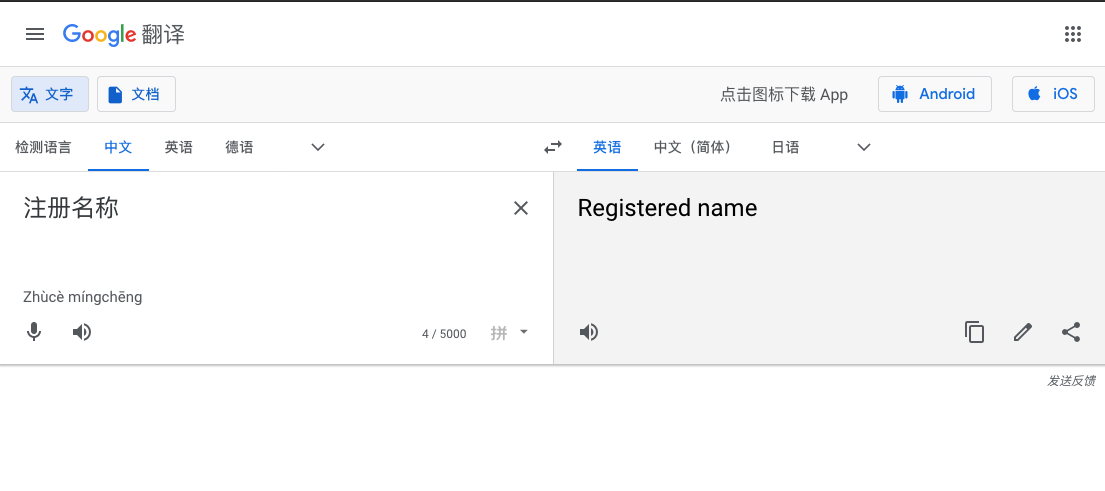 Google 翻译
文字 文档 点击图标下载 App Android iOS
检测语言 中文 英语 德语 英语 中文（简体） 日语
注册名称 Registered name
Zhùcè míngchēng
4 / 5000 拼
发送反馈